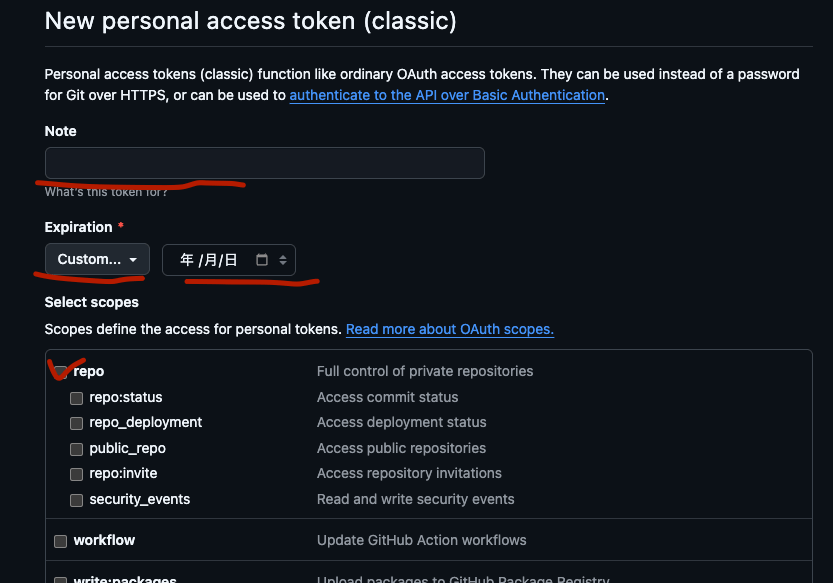 New personal access token (classic)
Personal access tokens (classic) function like ordinary OAuth access tokens. They can be used instead of a password
for Git over HTTPS, or can be used to authenticate to the API over Basic Authentication.
Note
What's this token for?
Expiration *
Custom...
年 /月/日
Select scopes
Scopes define the access for personal tokens. Read more about OAuth scopes.
repo Full control of private repositories
repo:status Access commit status
repo_deployment Access deployment status
public_repo Access public repositories
repo:invite Access repository invitations
security_events Read and write security events
workflow Update GitHub Action workflows
write:packages Upload packages to GitHub Package Registry